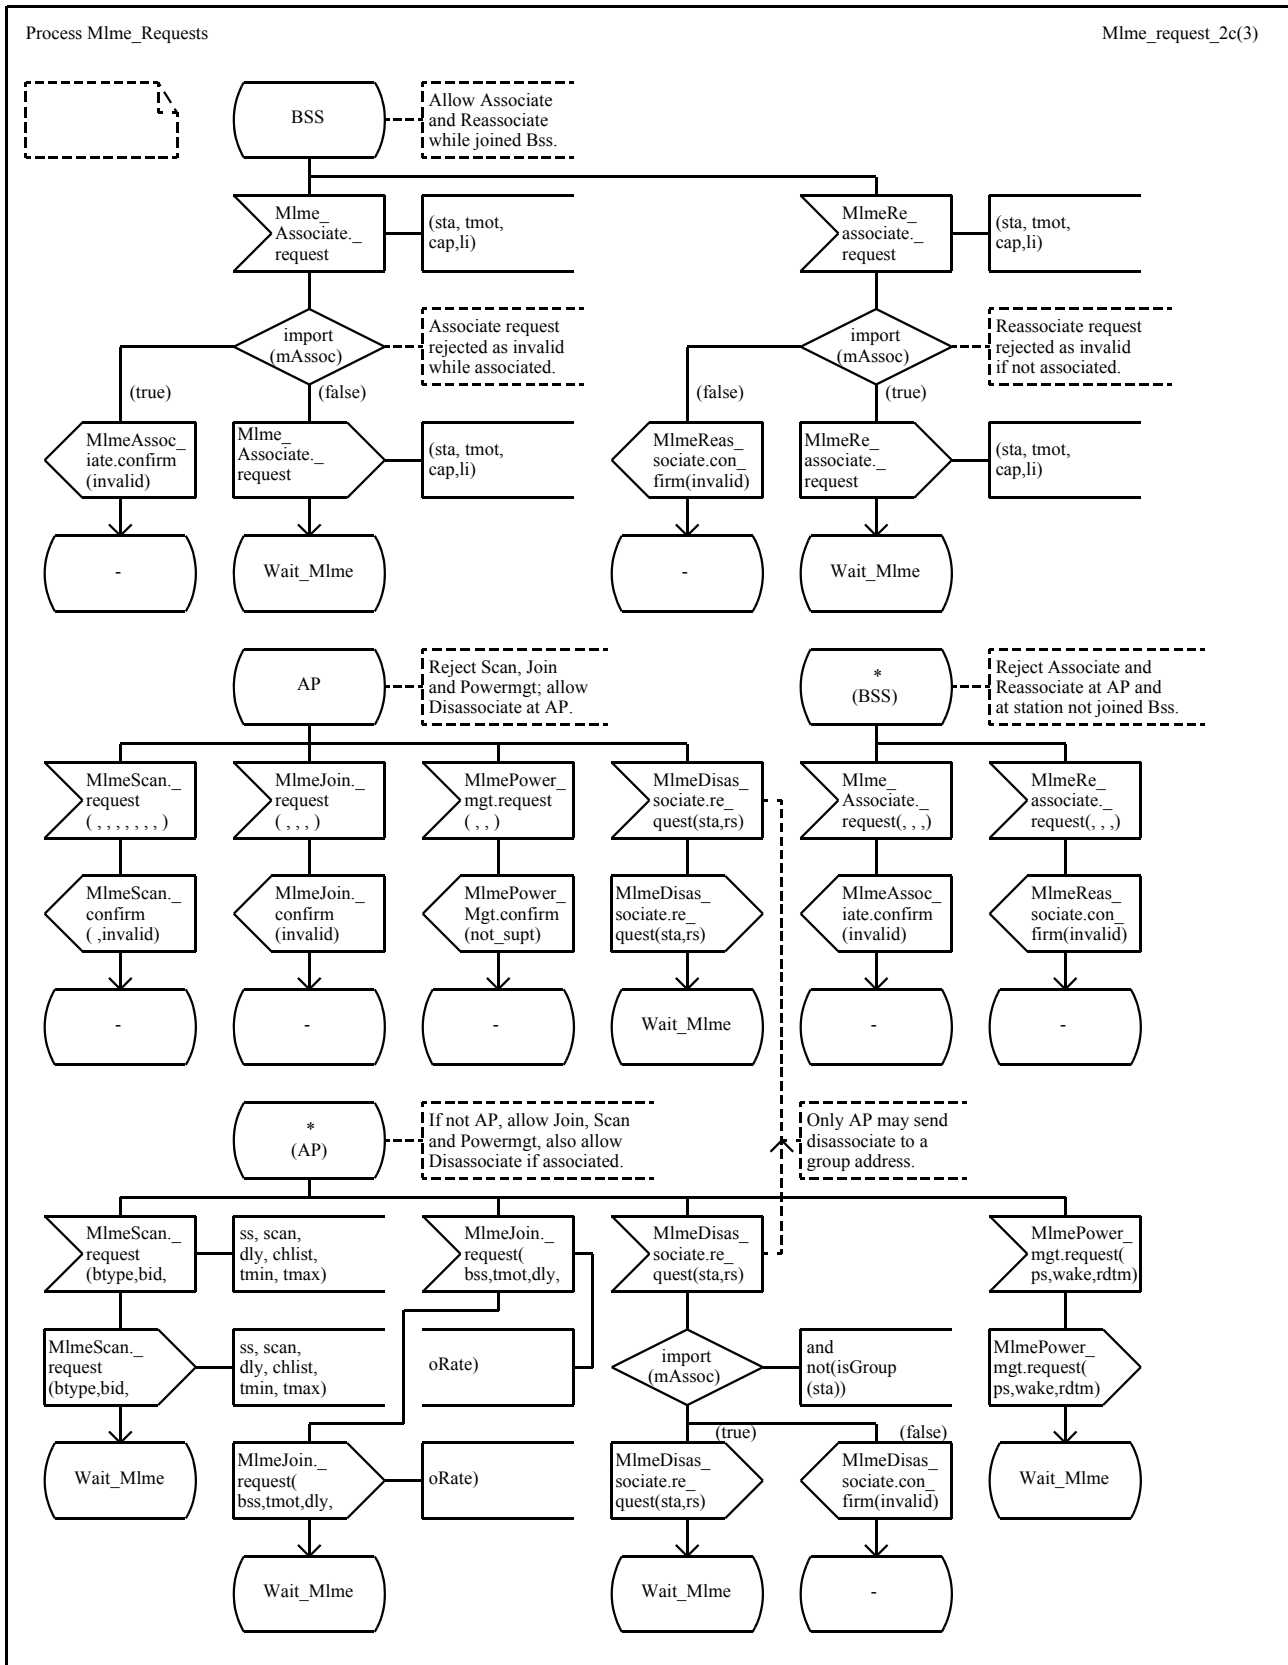 Process Mlme_Requests
Mlme_request_2c(3)
BSS
Allow Associate
and Reassociate
while joined Bss.
Mlme_
Associate._
request
(sta, tmot,
cap,li)
MlmeRe_
associate._
request
(sta, tmot,
cap,li)
import
(mAssoc)
Associate request
rejected as invalid
while associated.
import
(mAssoc)
Reassociate request
rejected as invalid
if not associated.
(true)
(false)
(false)
(true)
MlmeAssoc_
iate.confirm
(invalid)
Mlme_
Associate._
request
(sta, tmot,
cap,li)
MlmeReas_
sociate.con_
firm(invalid)
MlmeRe_
associate._
request
(sta, tmot,
cap,li)
-
Wait_Mlme
-
Wait_Mlme
AP
Reject Scan, Join
and Powermgt; allow
Disassociate at AP.
*
(BSS)
Reject Associate and
Reassociate at AP and
at station not joined Bss.
MlmeScan._
request
( , , , , , , , )
MlmeJoin._
request
( , , , )
MlmePower_
mgt.request
( , , )
MlmeDisas_
sociate.re_
quest(sta,rs)
Mlme_
Associate._
request(, , ,)
MlmeRe_
associate._
request(, , ,)
MlmeScan._
confirm
( ,invalid)
MlmeJoin._
confirm
(invalid)
MlmePower_
Mgt.confirm
(not_supt)
MlmeDisas_
sociate.re_
quest(sta,rs)
MlmeAssoc_
iate.confirm
(invalid)
MlmeReas_
sociate.con_
firm(invalid)
-
-
-
Wait_Mlme
-
-
*
(AP)
If not AP, allow Join, Scan
and Powermgt, also allow
Disassociate if associated.
Only AP may send
disassociate to a
group address.
MlmeScan._
request
(btype,bid,
ss, scan,
dly, chlist,
tmin, tmax)
MlmeJoin._
request(
bss,tmot,dly,
MlmeDisas_
sociate.re_
quest(sta,rs)
MlmePower_
mgt.request(
ps,wake,rdtm)
MlmeScan._
request
(btype,bid,
ss, scan,
dly, chlist,
tmin, tmax)
oRate)
import
(mAssoc)
and
not(isGroup
(sta))
MlmePower_
mgt.request(
ps,wake,rdtm)
(true)
(false)
Wait_Mlme
MlmeJoin._
request(
bss,tmot,dly,
oRate)
MlmeDisas_
sociate.re_
quest(sta,rs)
MlmeDisas_
sociate.con_
firm(invalid)
Wait_Mlme
Wait_Mlme
Wait_Mlme
-